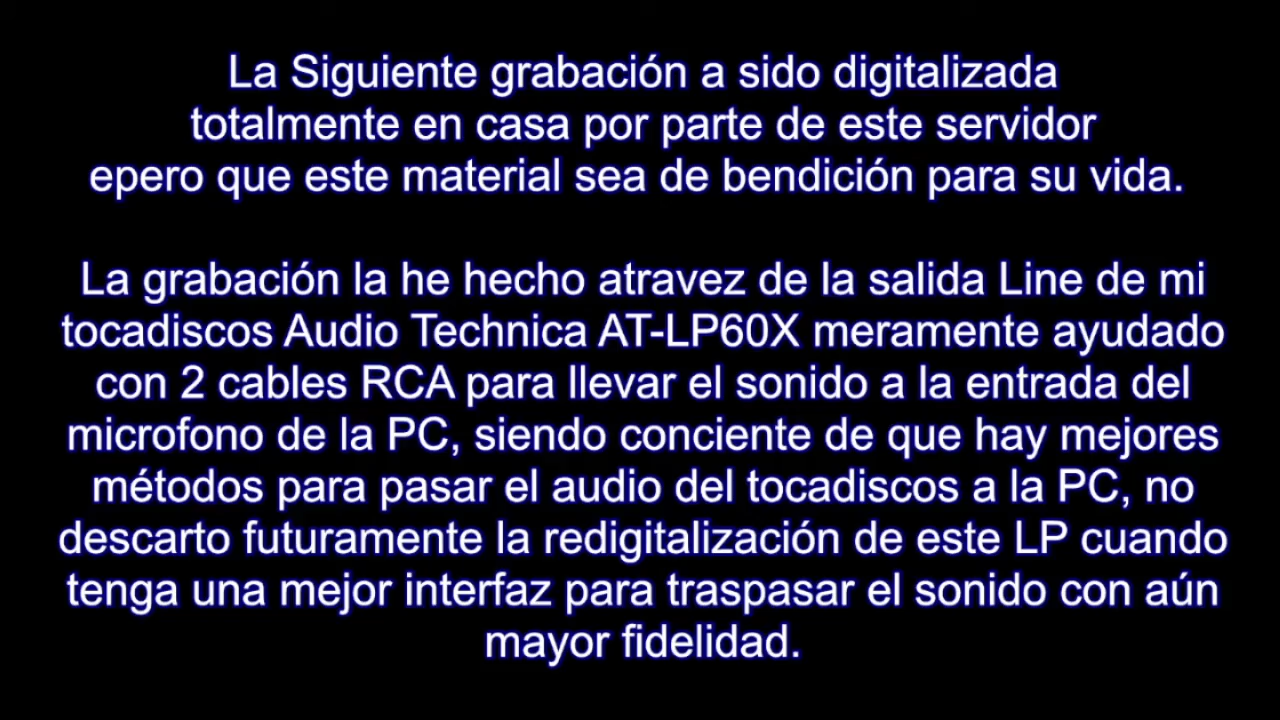 La Siguiente grabación a sido digitalizada
totalmente en casa por parte de este servidor
epero que este material sea de bendición para su vida.
La grabación la he hecho atravez de la salida Line de mi
tocadiscos Audio Technica AT-LP60X meramente ayudado
con 2 cables RCA para llevar el sonido a la entrada del
microfono de la PC, siendo conciente de que hay mejores
métodos para pasar el audio del tocadiscos a la PC, no
descarto futuramente la redigitalización de este LP cuando
tenga una mejor interfaz para traspasar el sonido con aún
mayor fidelidad.